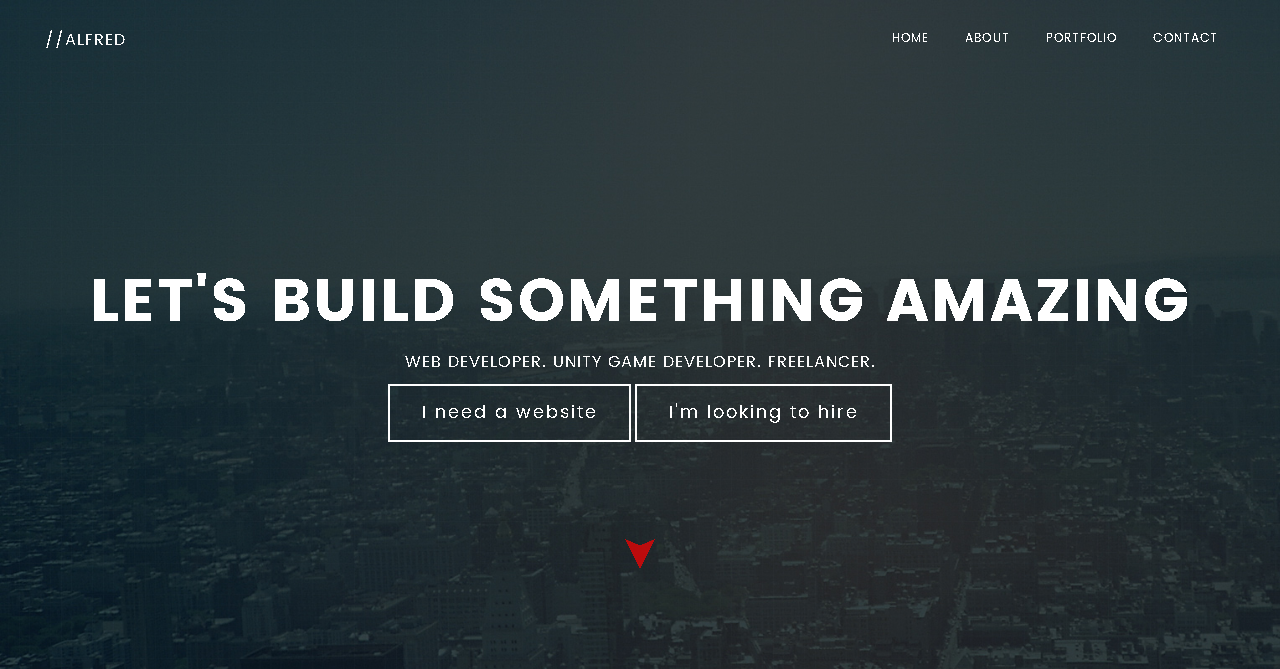 //ALFRED
HOME ABOUT PORTFOLIO CONTACT
LET'S BUILD SOMETHING AMAZING
WEB DEVELOPER. UNITY GAME DEVELOPER. FREELANCER.
I need a website
I'm looking to hire